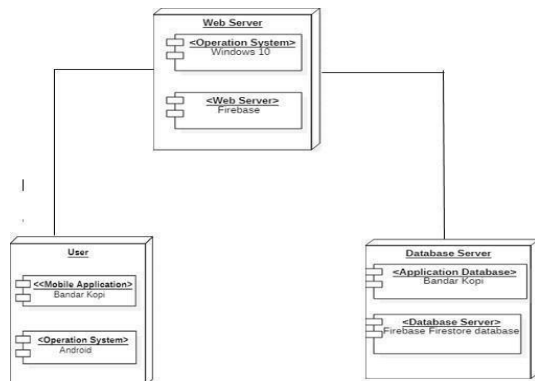 Web Server
<Operation System>
Windows 10
<Web Server>
Firebase
User
<<Mobile Application>
Bandar Kopi
<Operation System>
Android
Database Server
<Application Database>
Bandar Kopi
<Database Server>
Firebase Firestore database